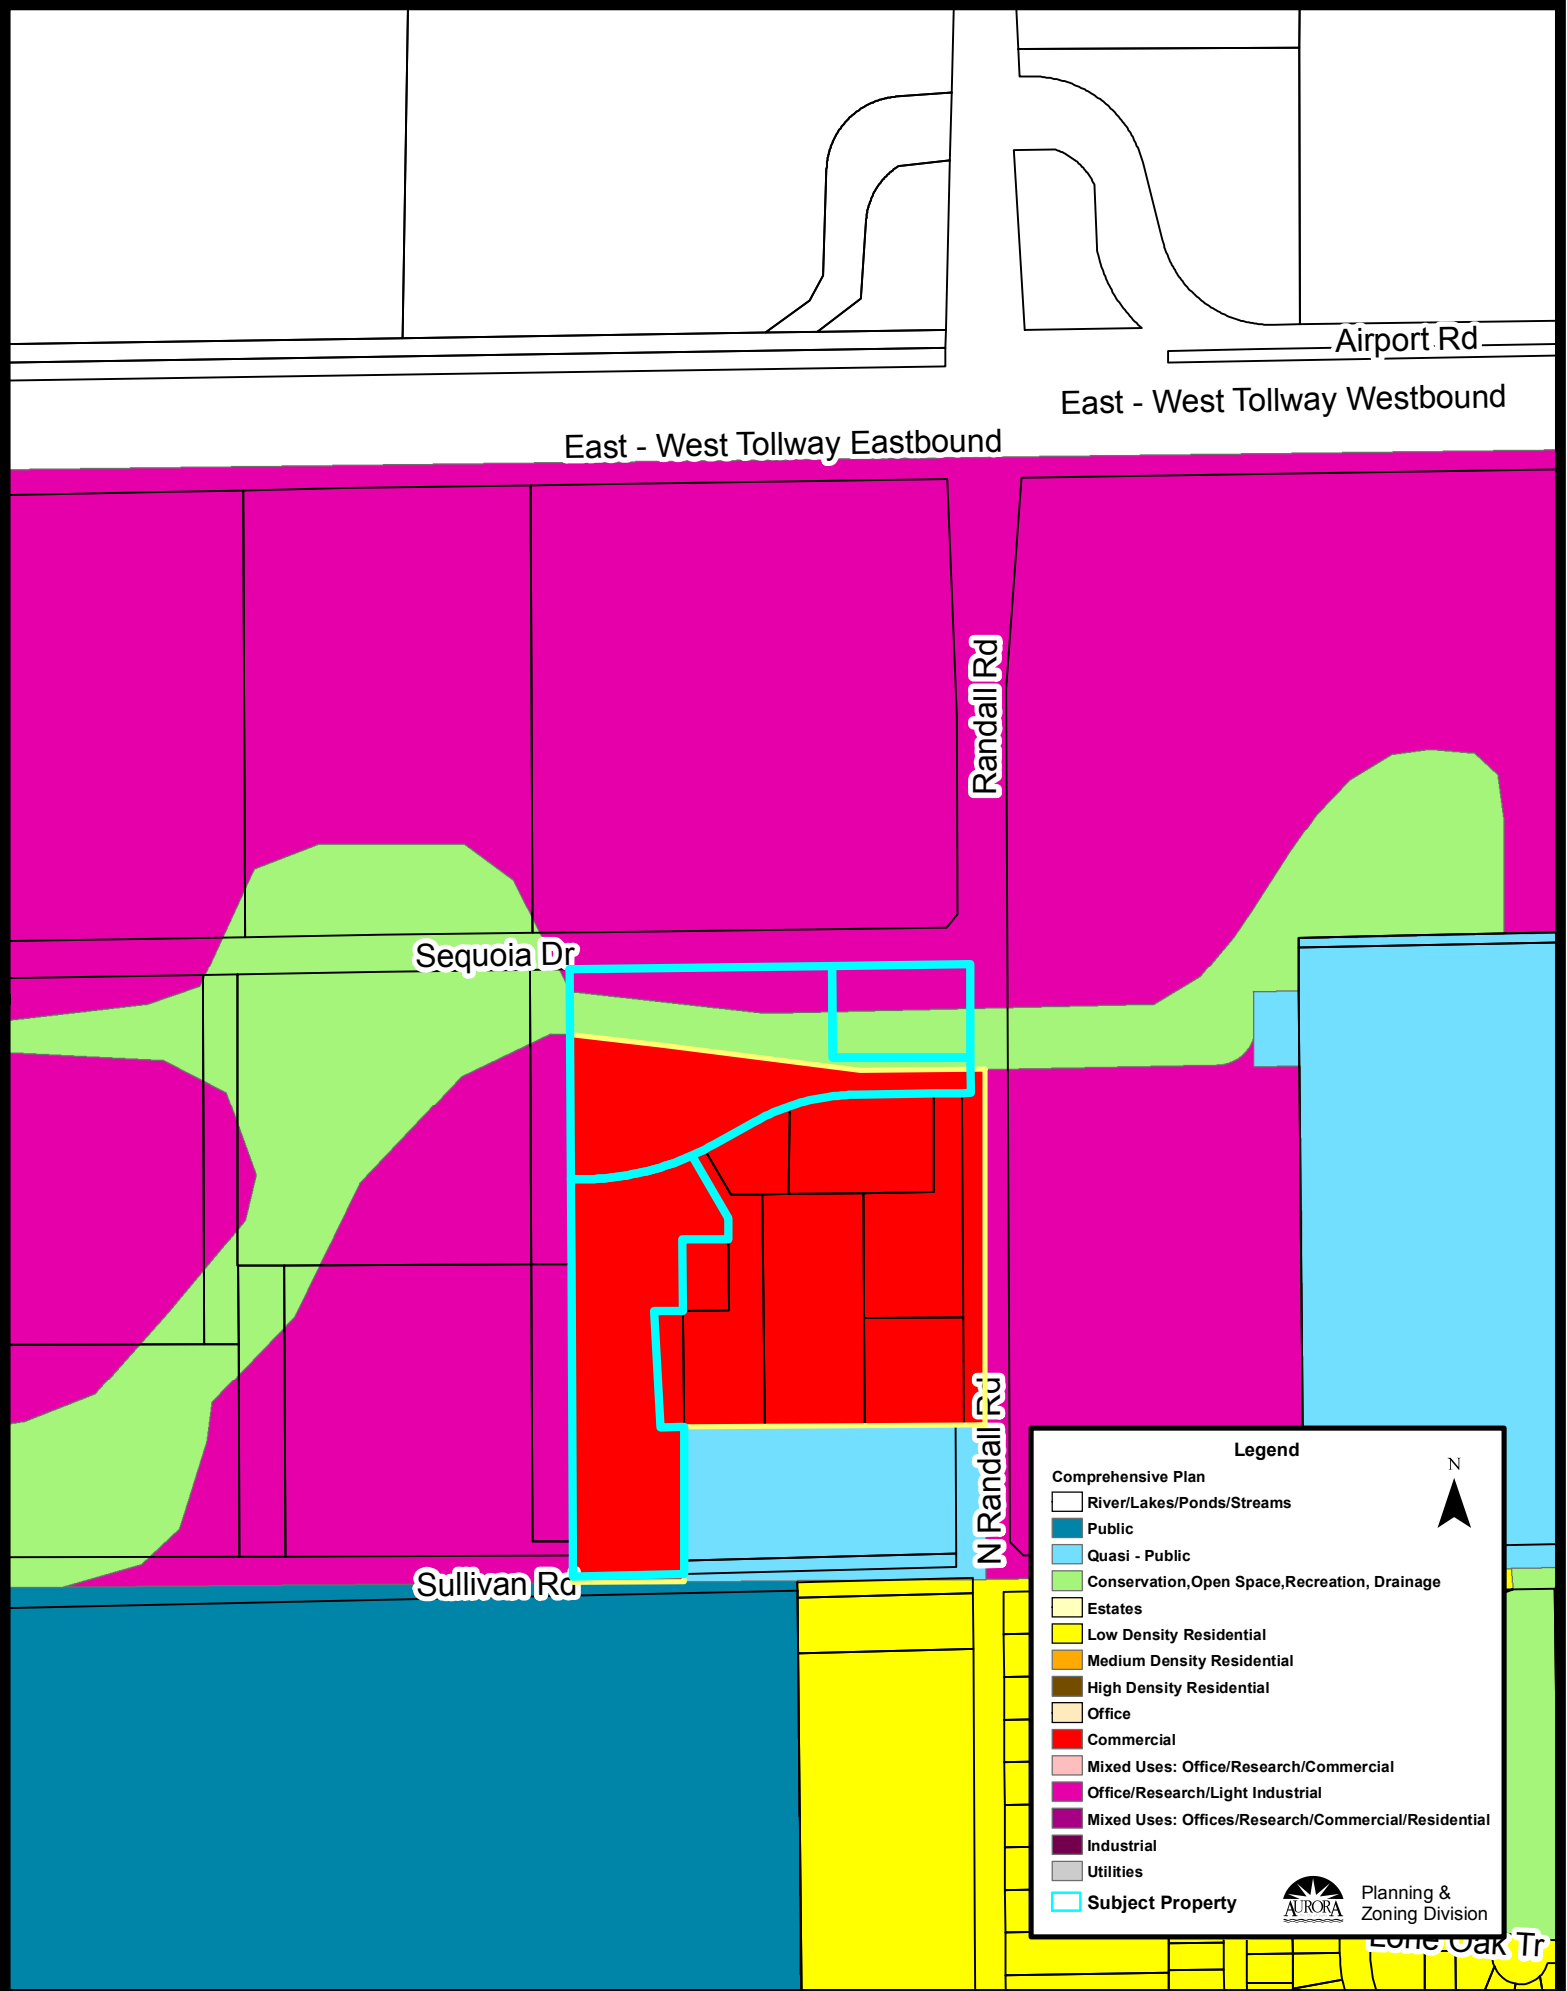 Airport Rd
East - West Tollway Westbound
East - West Tollway Eastbound
Randall Rd
Sequoia Dr
N Randall Rd
Sullivan Rd
Legend
N
Comprehensive Plan
River/Lakes/Ponds/Streams
Public
Quasi - Public
Conservation,Open Space,Recreation, Drainage
Estates
Low Density Residential
Medium Density Residential
High Density Residential
Office
Commercial
Mixed Uses: Office/Research/Commercial
Office/Research/Light Industrial
Mixed Uses: Offices/Research/Commercial/Residential
Industrial
Utilities
Subject Property
AURORA
Planning &
Zoning Division
Lone Oak Tr